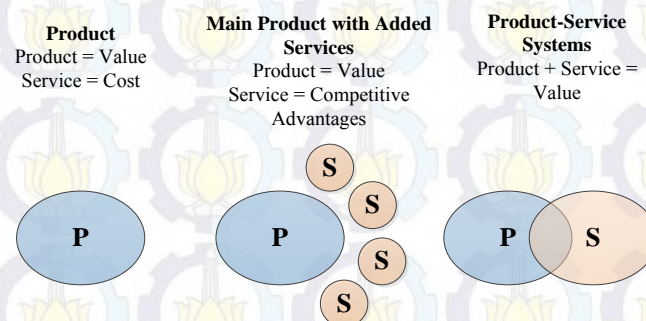 Product
Product = Value
Service = Cost
P
Main Product with Added
Services
Product = Value
Service = Competitive
Advantages
P
S
S
S
S
Product-Service
Systems
Product + Service =
Value
P
S